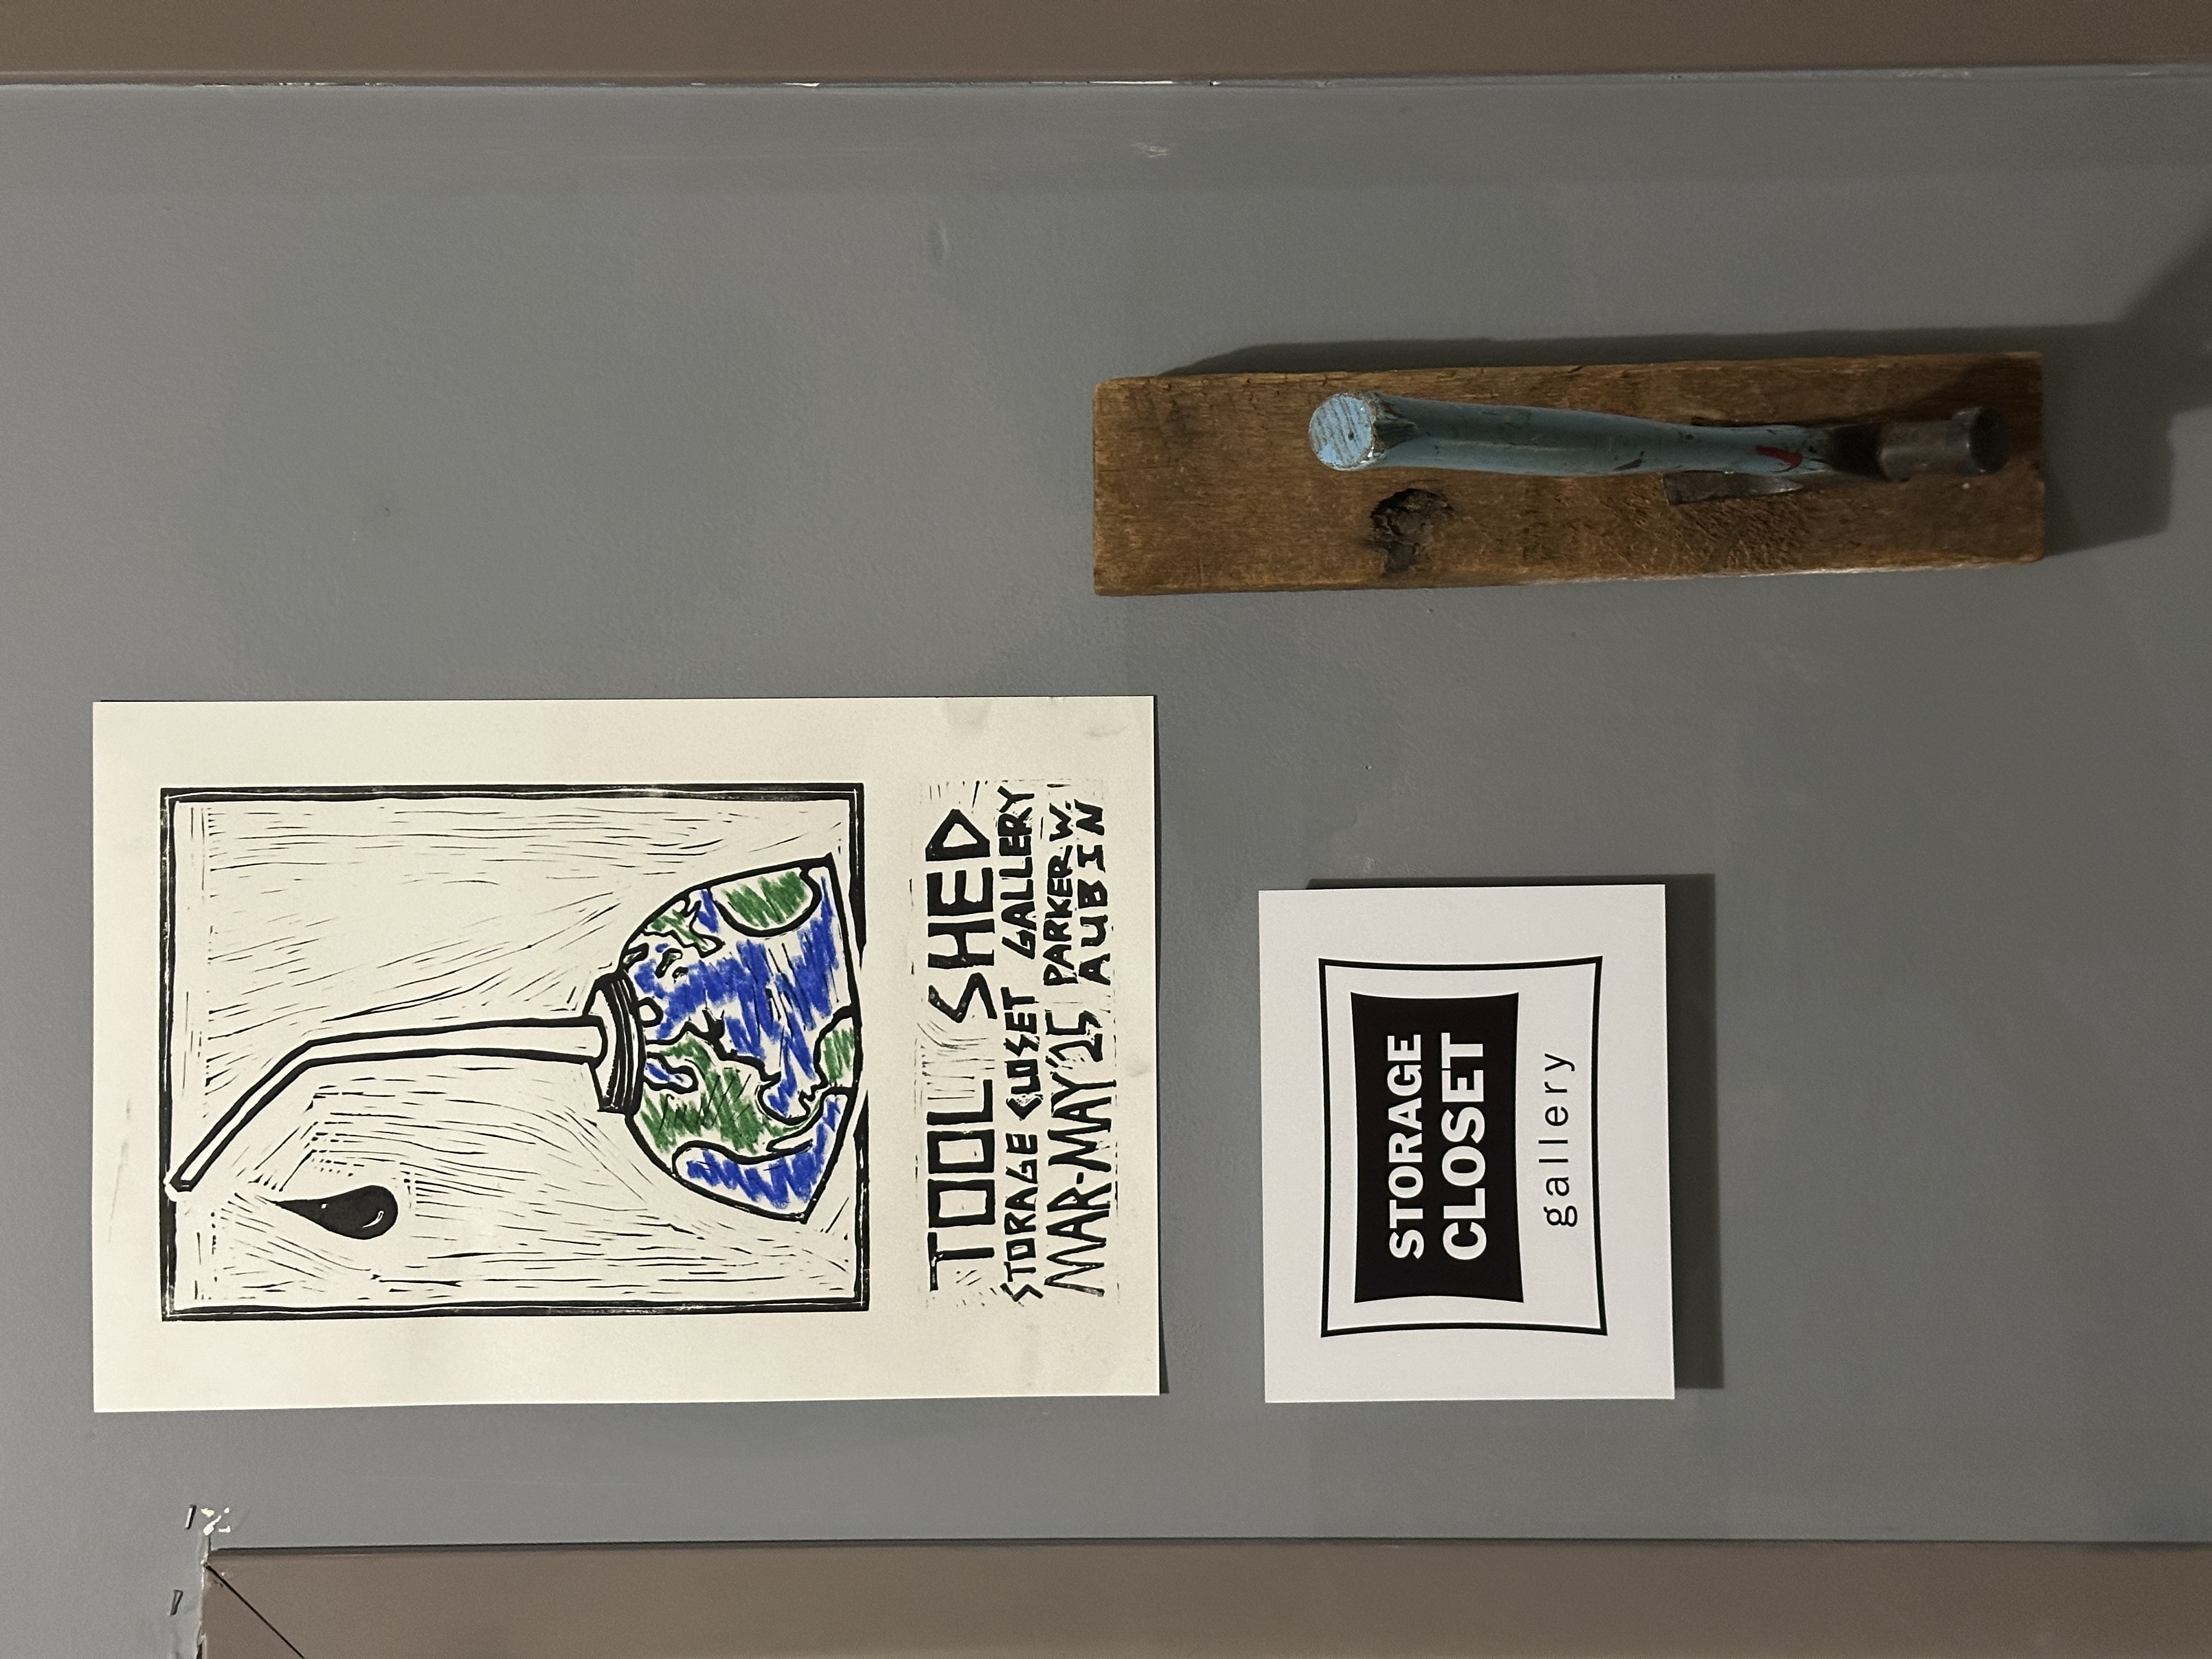 TOOL SHED
STORAGE CLOSET GALLERY
MAR-MAY '25 PARKER W.
AUBIN
STORAGE
CLOSET
gallery